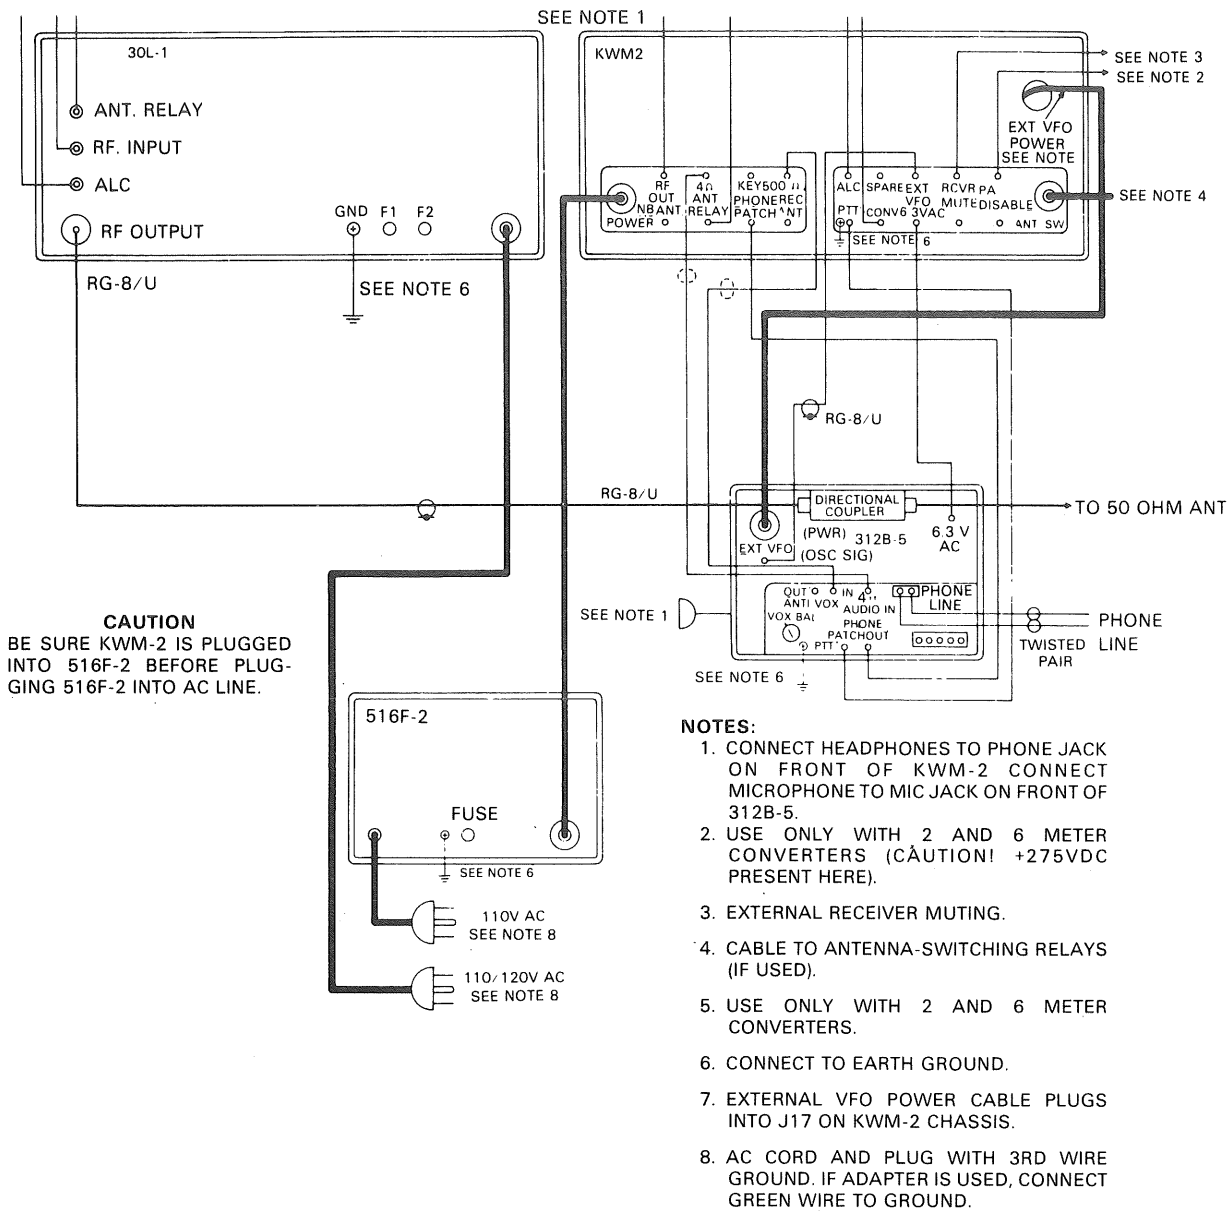 SEE NOTE 1
30L-1
ANT. RELAY
RF. INPUT
ALC
RF OUTPUT
GND F1 F2
RG-8/U
SEE NOTE 6
KWM2
SEE NOTE 3
SEE NOTE 2
EXT VFO
POWER
SEE NOTE
SEE NOTE 4
RF
OUT
NB ANT
POWER
4Ω
ANT
RELAY
KEY 500 Ω
PHONE REC
PATCH ANT
ALC SPARE EXT
VFO
PTT CONV 6 3VAC
RCVR PA
MUTE DISABLE
ANT SW
SEE NOTE 6
RG-8/U
RG-8/U
DIRECTIONAL
COUPLER
TO 50 OHM ANT
(PWR) 312B-5
6.3 V
AC
EXT VFO
(OSC SIG)
OUT IN 4Ω
ANTI VOX AUDIO IN
VOX BAL PHONE
PATCH OUT
PTT
PHONE
LINE
SEE NOTE 1
PHONE
LINE
TWISTED
PAIR
SEE NOTE 6
CAUTION
BE SURE KWM-2 IS PLUGGED
INTO 516F-2 BEFORE PLUG-
GING 516F-2 INTO AC LINE.
516F-2
FUSE
SEE NOTE 6
110V AC
SEE NOTE 8
110/120V AC
SEE NOTE 8
NOTES:
1. CONNECT HEADPHONES TO PHONE JACK
ON FRONT OF KWM-2 CONNECT
MICROPHONE TO MIC JACK ON FRONT OF
312B-5.
2. USE ONLY WITH 2 AND 6 METER
CONVERTERS (CAUTION! +275VDC
PRESENT HERE).
3. EXTERNAL RECEIVER MUTING.
4. CABLE TO ANTENNA-SWITCHING RELAYS
(IF USED).
5. USE ONLY WITH 2 AND 6 METER
CONVERTERS.
6. CONNECT TO EARTH GROUND.
7. EXTERNAL VFO POWER CABLE PLUGS
INTO J17 ON KWM-2 CHASSIS.
8. AC CORD AND PLUG WITH 3RD WIRE
GROUND. IF ADAPTER IS USED, CONNECT
GREEN WIRE TO GROUND.